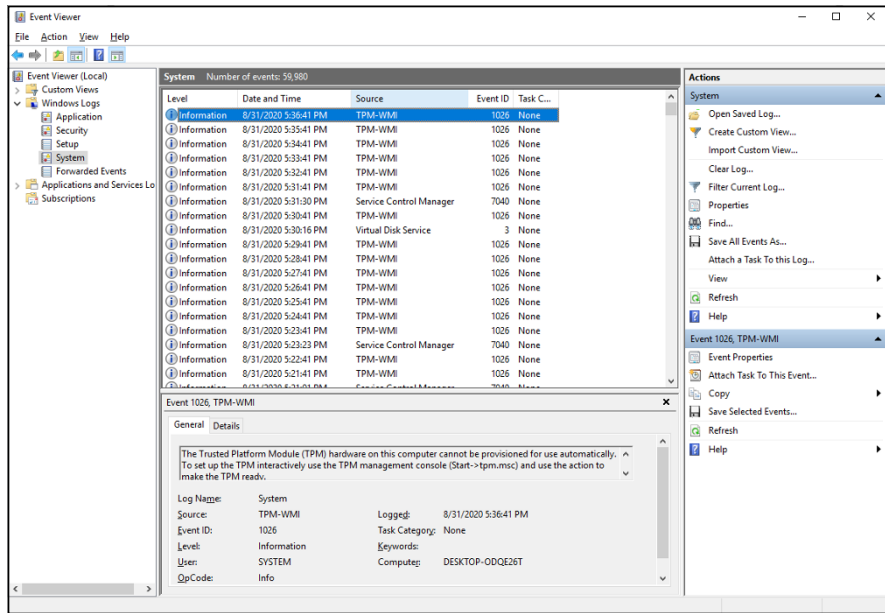 Event Viewer
File Action View Help
Event Viewer (Local)
Custom Views
Windows Logs
Application
Security
Setup
System
Forwarded Events
Applications and Services Lo
Subscriptions
System Number of events: 59,980
Level Date and Time Source Event ID Task C...
Information 8/31/2020 5:36:41 PM TPM-WMI 1026 None
Information 8/31/2020 5:35:41 PM TPM-WMI 1026 None
Information 8/31/2020 5:34:41 PM TPM-WMI 1026 None
Information 8/31/2020 5:33:41 PM TPM-WMI 1026 None
Information 8/31/2020 5:32:41 PM TPM-WMI 1026 None
Information 8/31/2020 5:31:41 PM TPM-WMI 1026 None
Information 8/31/2020 5:31:30 PM Service Control Manager 7040 None
Information 8/31/2020 5:30:41 PM TPM-WMI 1026 None
Information 8/31/2020 5:30:16 PM Virtual Disk Service 3 None
Information 8/31/2020 5:29:41 PM TPM-WMI 1026 None
Information 8/31/2020 5:28:41 PM TPM-WMI 1026 None
Information 8/31/2020 5:27:41 PM TPM-WMI 1026 None
Information 8/31/2020 5:26:41 PM TPM-WMI 1026 None
Information 8/31/2020 5:25:41 PM TPM-WMI 1026 None
Information 8/31/2020 5:24:41 PM TPM-WMI 1026 None
Information 8/31/2020 5:23:41 PM TPM-WMI 1026 None
Information 8/31/2020 5:23:23 PM Service Control Manager 7040 None
Information 8/31/2020 5:22:41 PM TPM-WMI 1026 None
Information 8/31/2020 5:21:41 PM TPM-WMI 1026 None
Event 1026, TPM-WMI
General Details
The Trusted Platform Module (TPM) hardware on this computer cannot be provisioned for use automatically.
To set up the TPM interactively use the TPM management console (Start->tpm.msc) and use the action to
make the TPM ready.
Log Name: System
Source: TPM-WMI Logged: 8/31/2020 5:36:41 PM
Event ID: 1026 Task Category: None
Level: Information Keywords:
User: SYSTEM Computer: DESKTOP-ODQE26T
OpCode: Info
Actions
System
Open Saved Log...
Create Custom View...
Import Custom View...
Clear Log...
Filter Current Log...
Properties
Find...
Save All Events As...
Attach a Task To this Log...
View
Refresh
Help
Event 1026, TPM-WMI
Event Properties
Attach Task To This Event...
Copy
Save Selected Events...
Refresh
Help